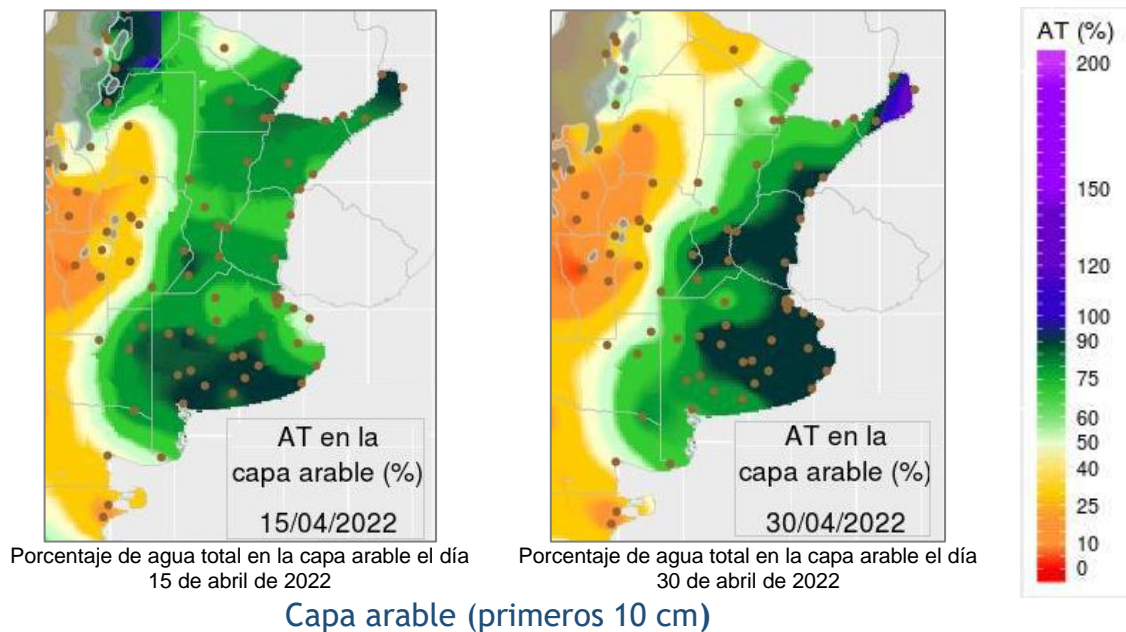 AT en la
capa arable (%)
15/04/2022
AT en la
capa arable (%)
30/04/2022
AT (%)
200
150
120
100
90
75
60
50
40
25
10
0
Porcentaje de agua total en la capa arable el día
15 de abril de 2022
Porcentaje de agua total en la capa arable el día
30 de abril de 2022
Capa arable (primeros 10 cm)